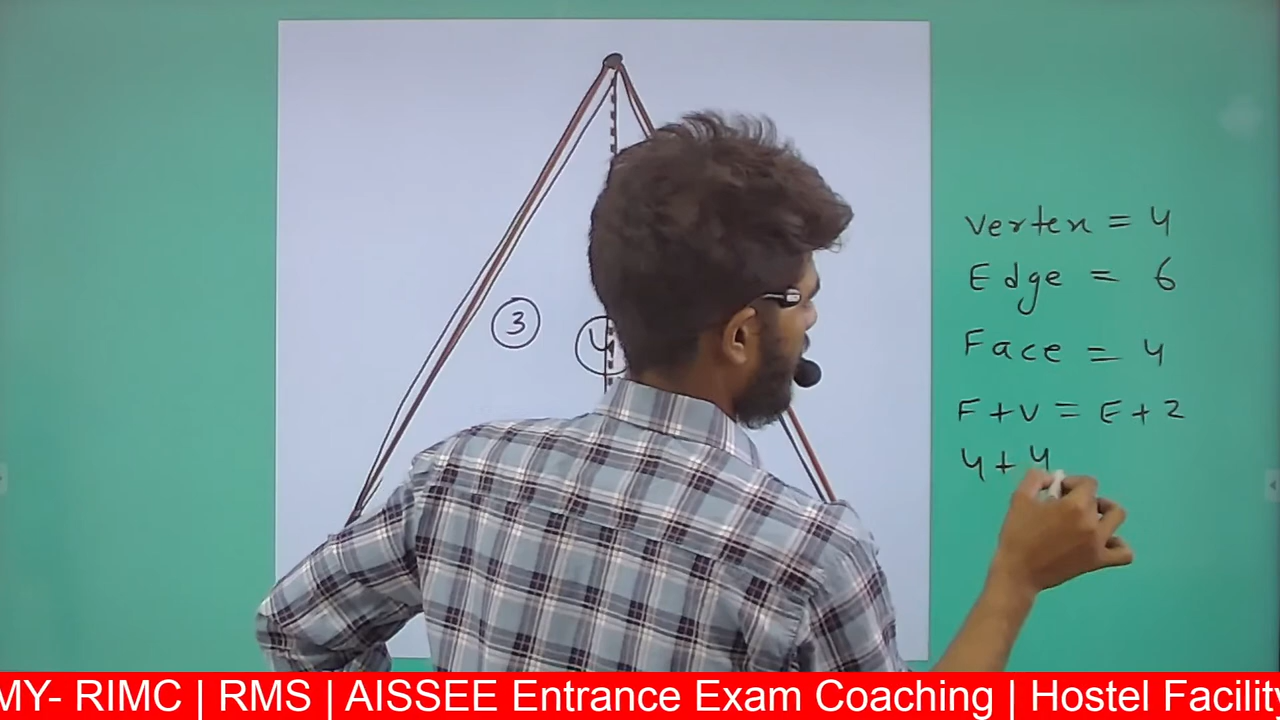 3
4
Vertex = 4
Edge = 6
Face = 4
F + V = E + 2
4 + 4
MY- RIMC | RMS | AISSEE Entrance Exam Coaching | Hostel Facility